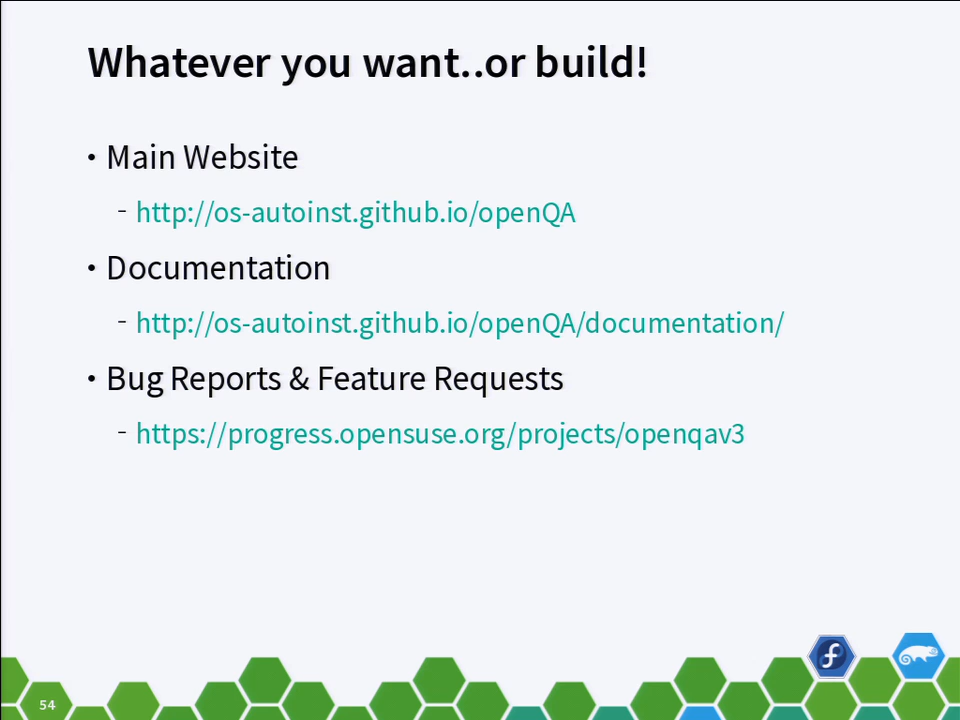 Whatever you want..or build!
• Main Website
- http://os-autoinst.github.io/openQA
• Documentation
- http://os-autoinst.github.io/openQA/documentation/
• Bug Reports & Feature Requests
- https://progress.opensuse.org/projects/openqav3
54